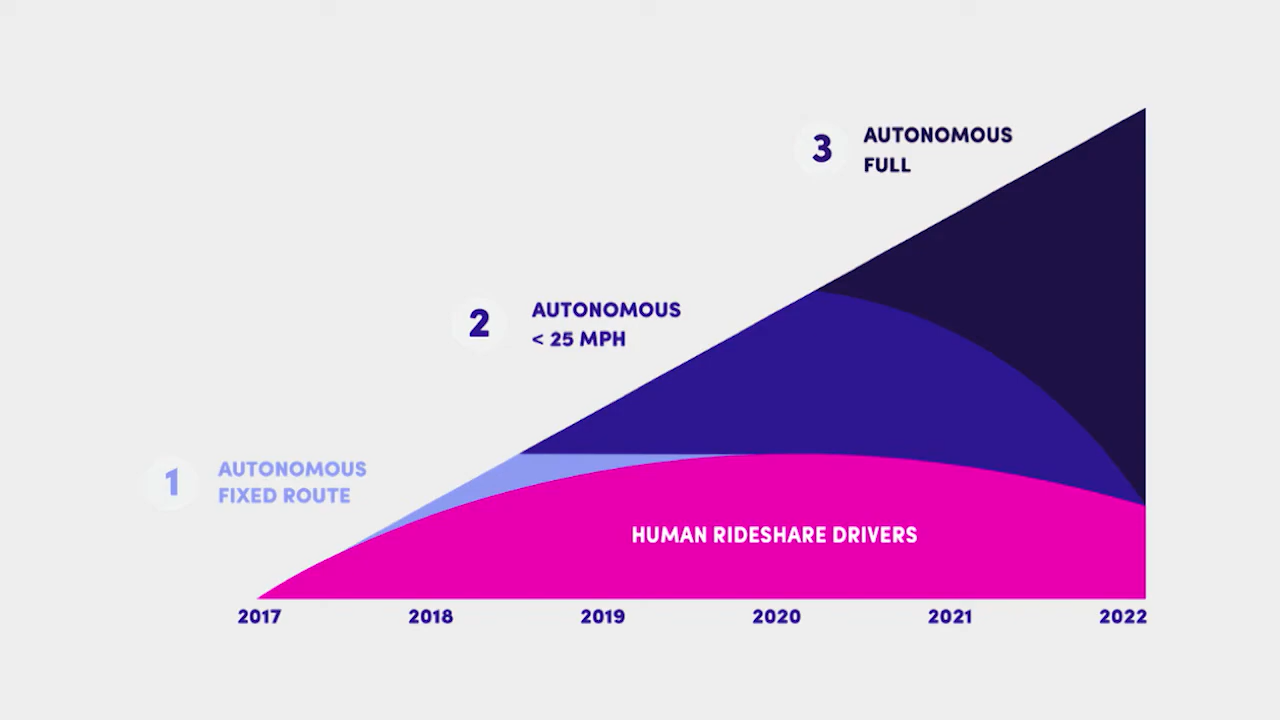 3
AUTONOMOUS
FULL
2
AUTONOMOUS
< 25 MPH
1
AUTONOMOUS
FIXED ROUTE
HUMAN RIDESHARE DRIVERS
2017 2018 2019 2020 2021 2022